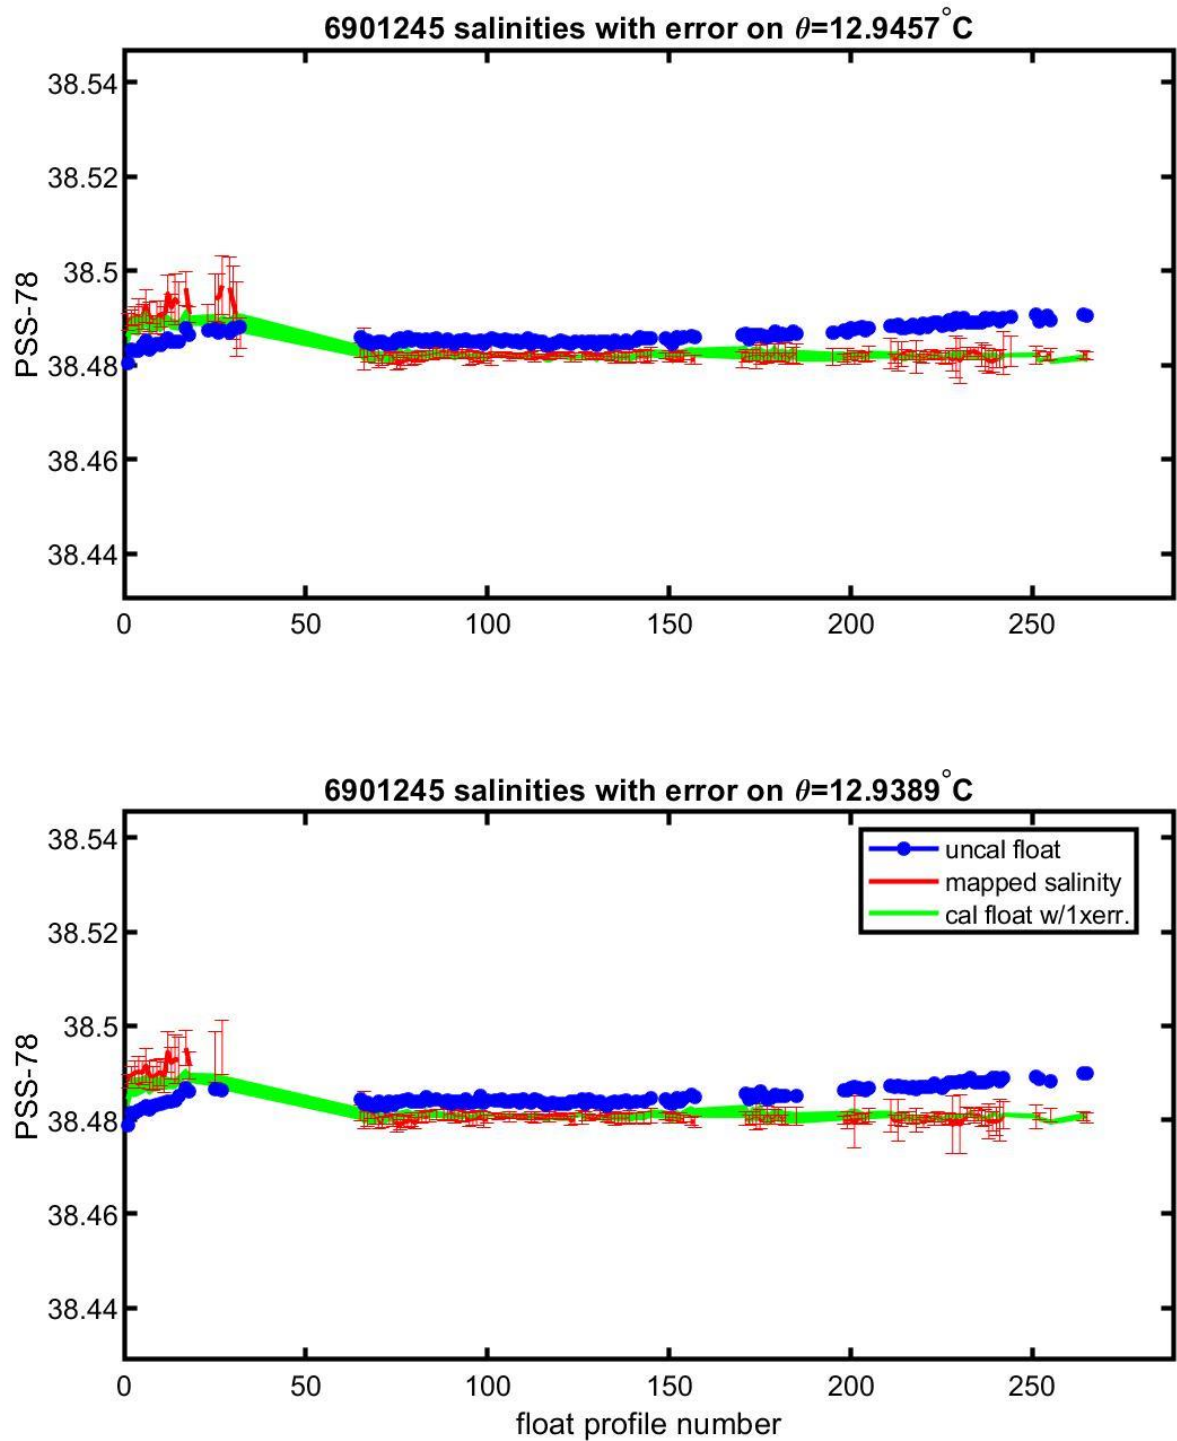 6901245 salinities with error on θ=12.9457°C
38.54
38.52
38.5
38.48
38.46
38.44
PSS-78
0 50 100 150 200 250
6901245 salinities with error on θ=12.9389°C
38.54
38.52
38.5
38.48
38.46
38.44
PSS-78
uncal float
mapped salinity
cal float w/1xerr.
0 50 100 150 200 250
float profile number